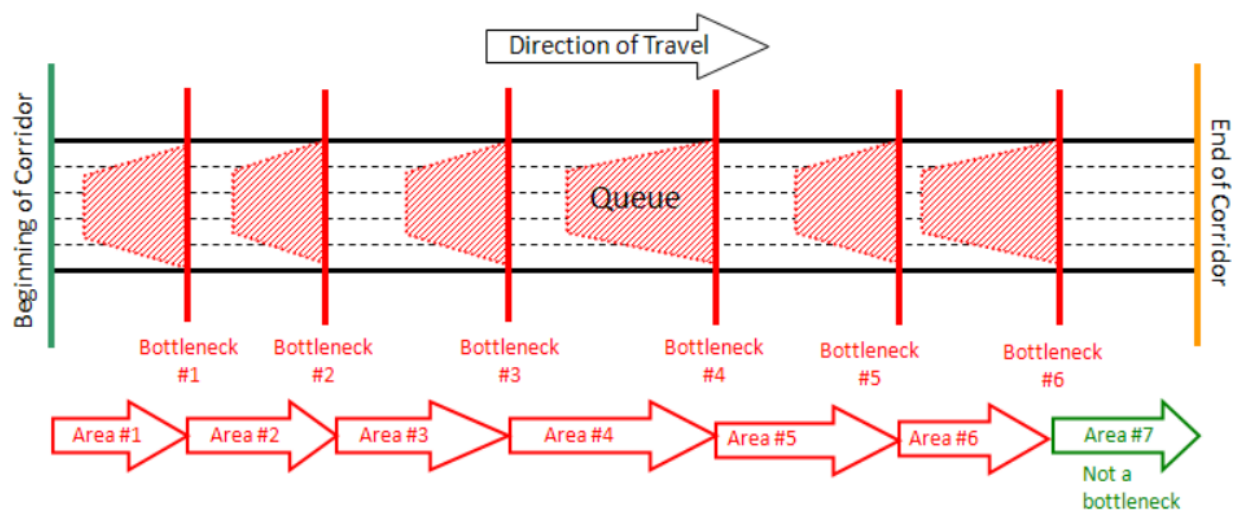 Direction of Travel
Beginning of Corridor
End of Corridor
Queue
Bottleneck
#1
Bottleneck
#2
Bottleneck
#3
Bottleneck
#4
Bottleneck
#5
Bottleneck
#6
Area #1
Area #2
Area #3
Area #4
Area #5
Area #6
Area #7
Not a
bottleneck